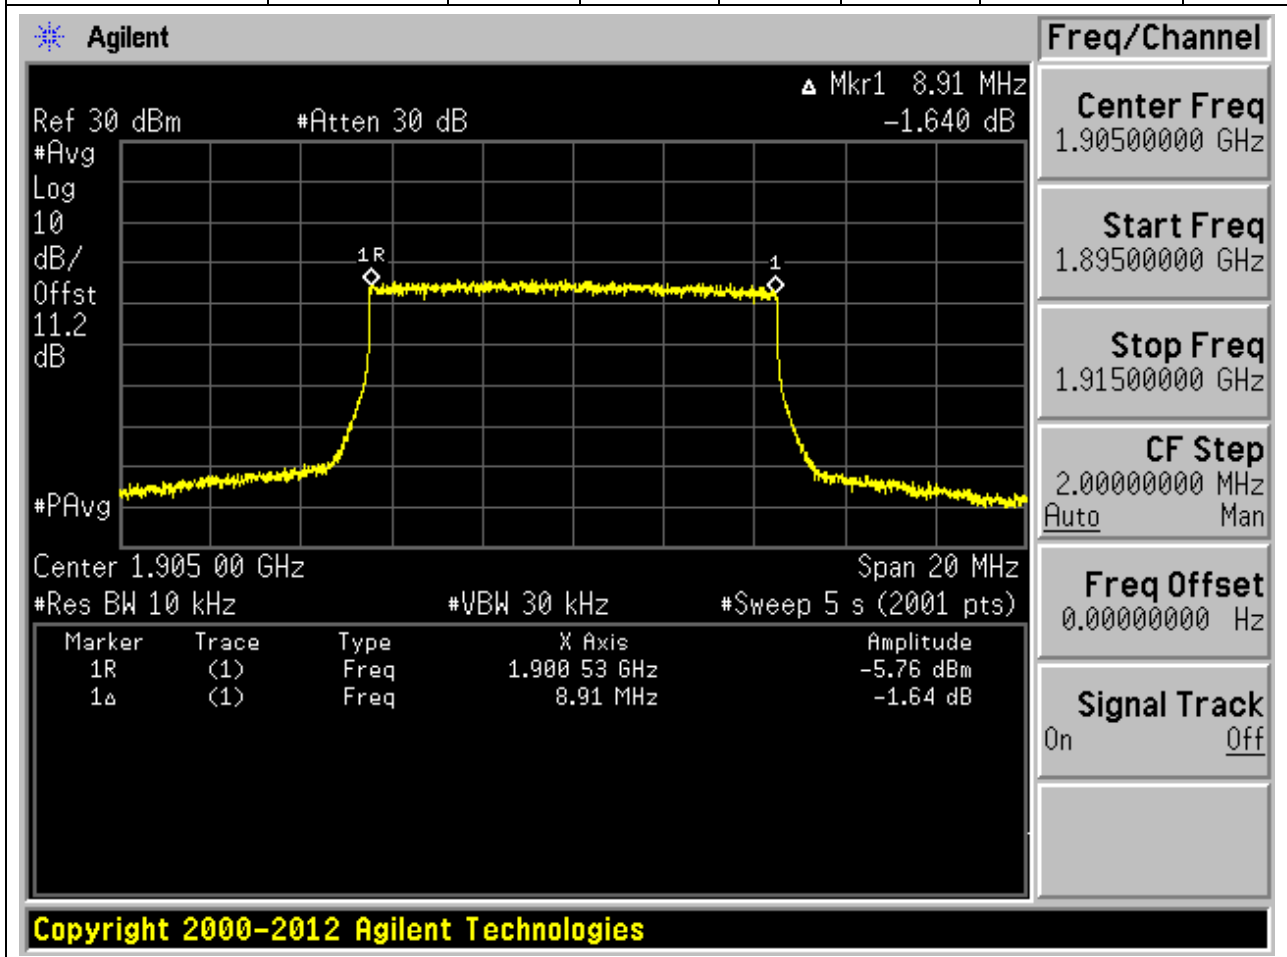 Agilent
Freq/Channel
△ Mkr1 8.91 MHz
Ref 30 dBm #Atten 30 dB −1.640 dB
#Avg
Log
10
dB/
Offst
11.2
dB
#PAvg
1R
1
Center 1.905 00 GHz Span 20 MHz
#Res BW 10 kHz #VBW 30 kHz #Sweep 5 s (2001 pts)
Marker Trace Type X Axis Amplitude
1R (1) Freq 1.900 53 GHz −5.76 dBm
1△ (1) Freq 8.91 MHz −1.64 dB
Center Freq
1.90500000 GHz
Start Freq
1.89500000 GHz
Stop Freq
1.91500000 GHz
CF Step
2.00000000 MHz
Auto Man
Freq Offset
0.00000000 Hz
Signal Track
On Off
Copyright 2000−2012 Agilent Technologies